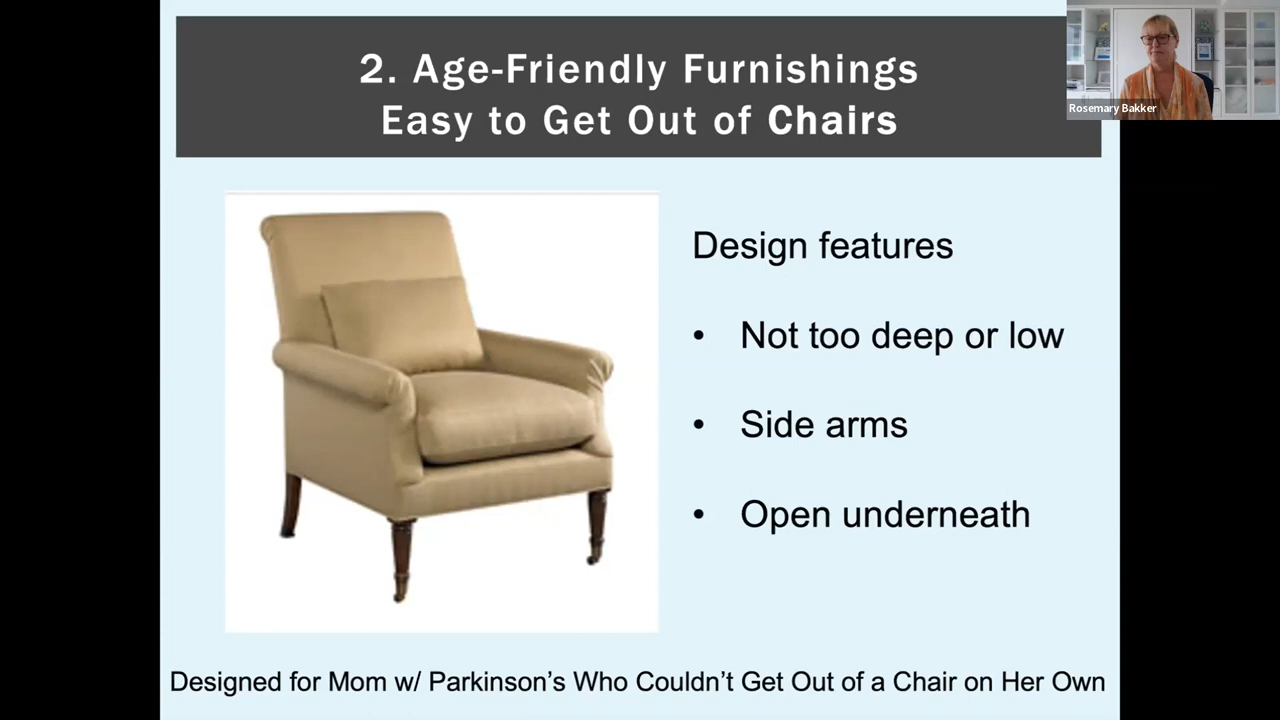 2. Age-Friendly Furnishings
Easy to Get Out of Chairs
Rosemary Bakker
Design features
• Not too deep or low
• Side arms
• Open underneath
Designed for Mom w/ Parkinson’s Who Couldn’t Get Out of a Chair on Her Own